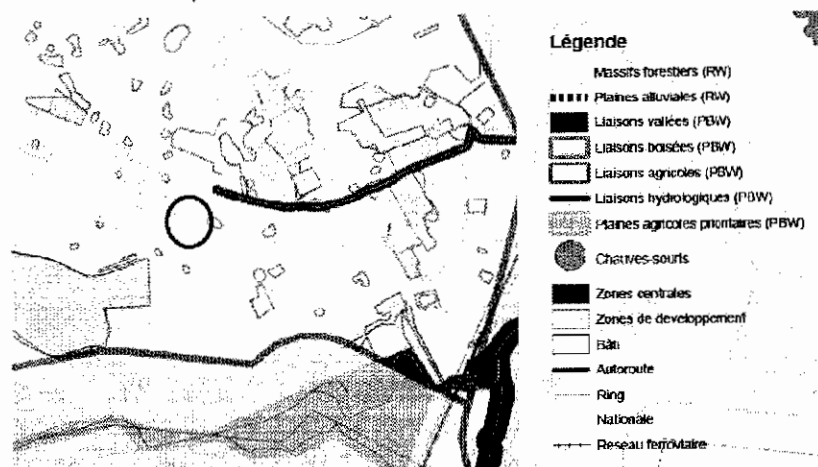 Légende
Massifs forestiers (RW)
Plaines alluviales (RW)
Liaisons vallées (PBW)
Liaisons boisées (PBW)
Liaisons agricoles (PBW)
Liaisons hydrologiques (PBW)
Plaines agricoles prioritaires (PBW)
Chauves-souris
Zones centrales
Zones de developpement
Bâti
Autoroute
Ring
Nationale
Reseau ferroviaire